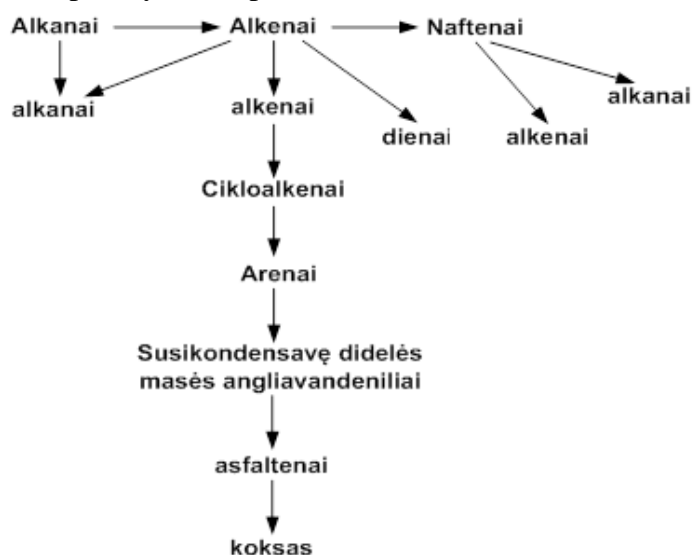 Alkanai Alkenai Naftenai
alkanai alkenai dienai alkenai alkanai
Cikloalkenai
Arenai
Susikondensavę didelės
masės angliavandeniliai
asfaltenai
koksas